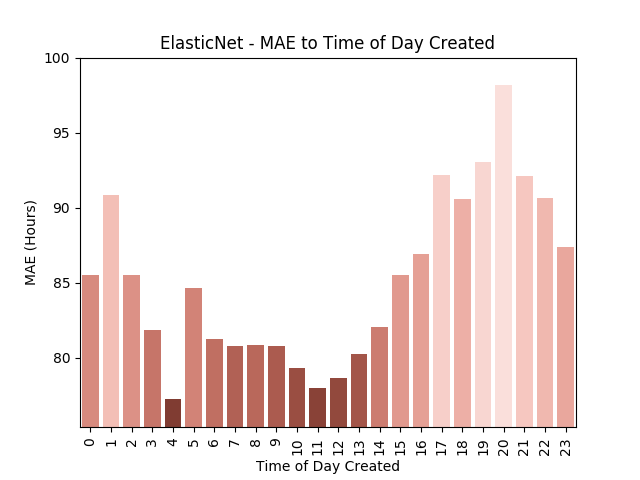 ElasticNet - MAE to Time of Day Created
MAE (Hours)
100
95
90
85
80
0 1 2 3 4 5 6 7 8 9 10 11 12 13 14 15 16 17 18 19 20 21 22 23
Time of Day Created